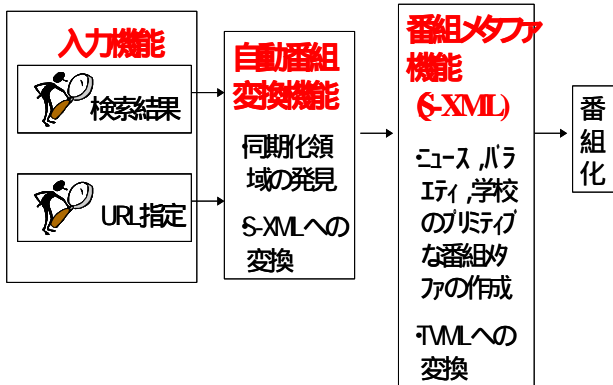 入力機能
検索結果
URL指定
自動番組
変換機能
・同期化領
域の発見
・S-XMLへの
変換
番組メタファ
機能
(S-XML)
・ニュース,バラ
エティ,学校
のプリミティブ
な番組メタ
ファの作成
・TVMLへの
変換
番
組
化